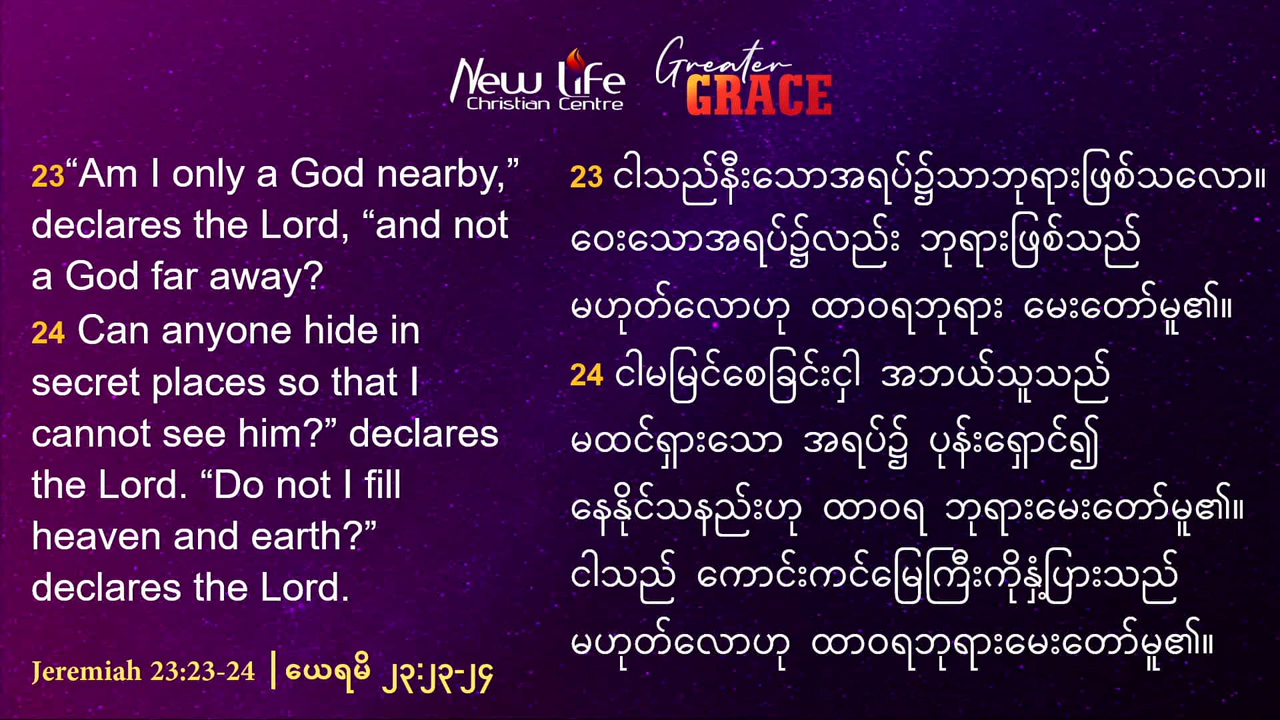 New Life
Christian Centre
Greater
GRACE
23“Am I only a God nearby,”
declares the Lord, “and not
a God far away?
24 Can anyone hide in
secret places so that I
cannot see him?” declares
the Lord. “Do not I fill
heaven and earth?”
declares the Lord.
23 ငါသည်နီးသောအရပ်၌သာဘုရားဖြစ်သလော။
ဝေးသောအရပ်၌လည်း ဘုရားဖြစ်သည်
မဟုတ်လောဟု ထာဝရဘုရား မေးတော်မူ၏။
24 ငါမမြင်စေခြင်းငှါ အဘယ်သူသည်
မထင်ရှားသော အရပ်၌ ပုန်းရှောင်၍
နေနိုင်သနည်းဟု ထာဝရ ဘုရားမေးတော်မူ၏။
ငါသည် ကောင်းကင်မြေကြီးကိုနှံ့ပြားသည်
မဟုတ်လောဟု ထာဝရဘုရားမေးတော်မူ၏။
Jeremiah 23:23-24 | ယေရမိ ၂၃:၂၃-၂၄